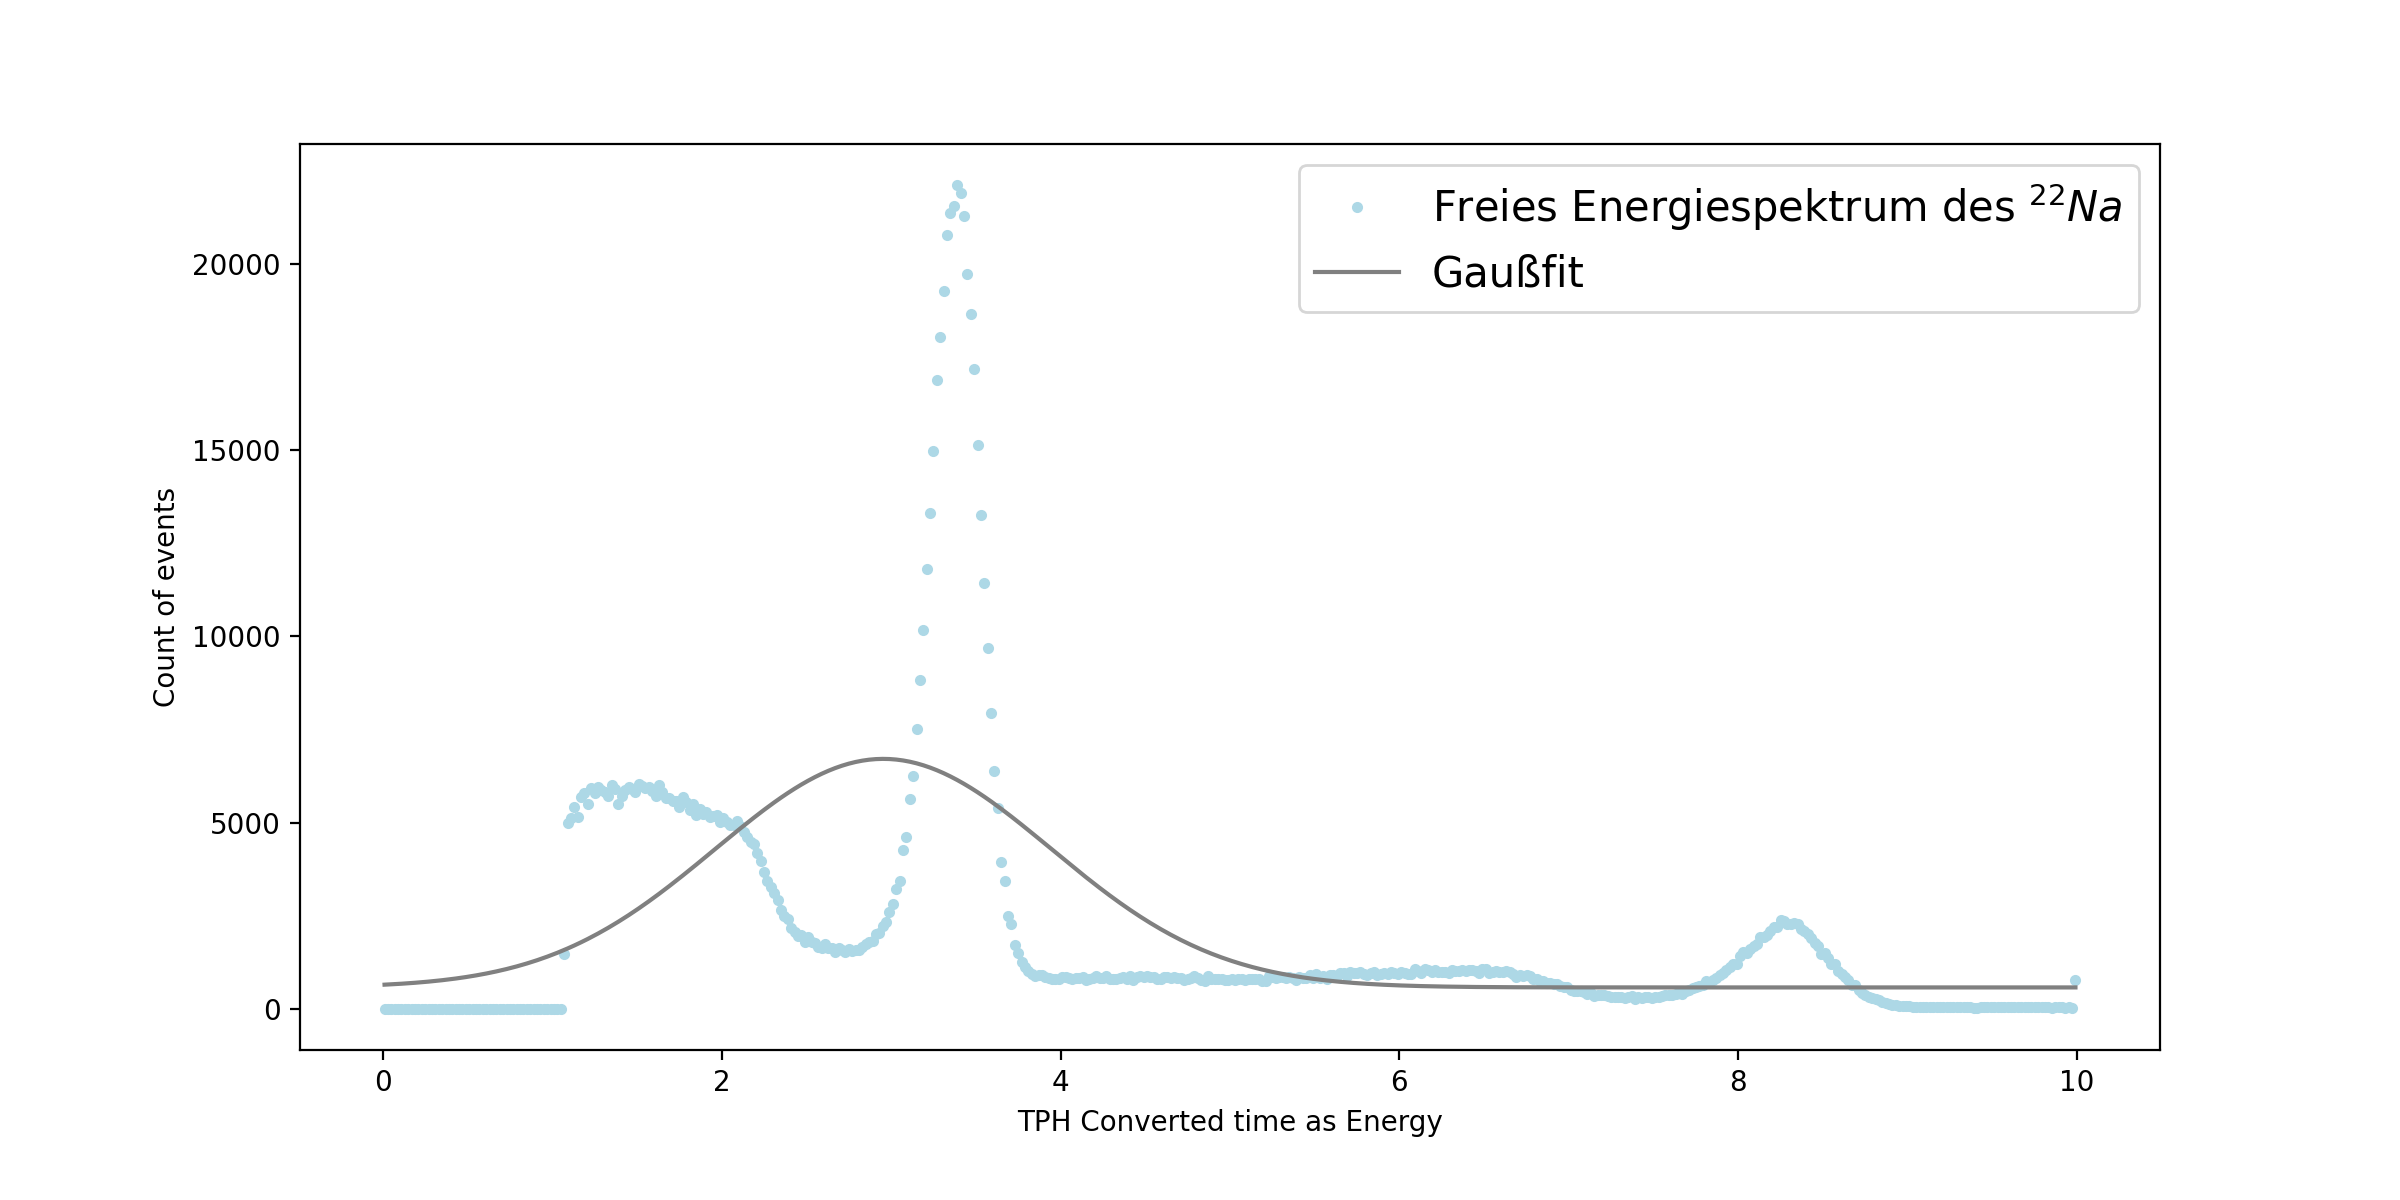 Freies Energiespektrum des ²²Na
Gaußfit
20000
15000
10000
5000
0
Count of events
0 2 4 6 8 10
TPH Converted time as Energy